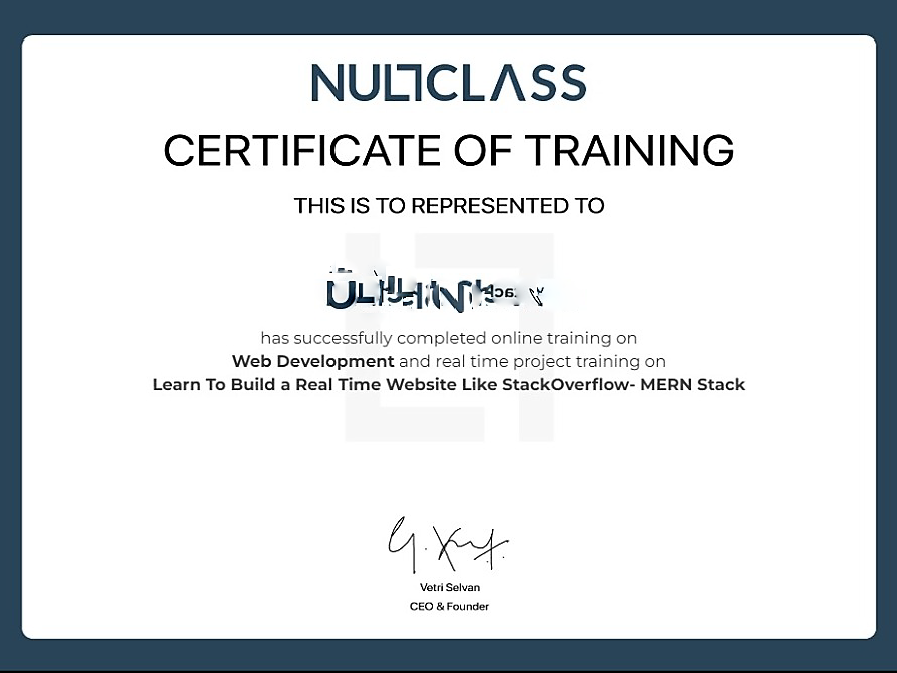 NULLCLASS
CERTIFICATE OF TRAINING
THIS IS TO REPRESENTED TO
has successfully completed online training on
Web Development and real time project training on
Learn To Build a Real Time Website Like StackOverflow- MERN Stack
Vetri Selvan
CEO & Founder